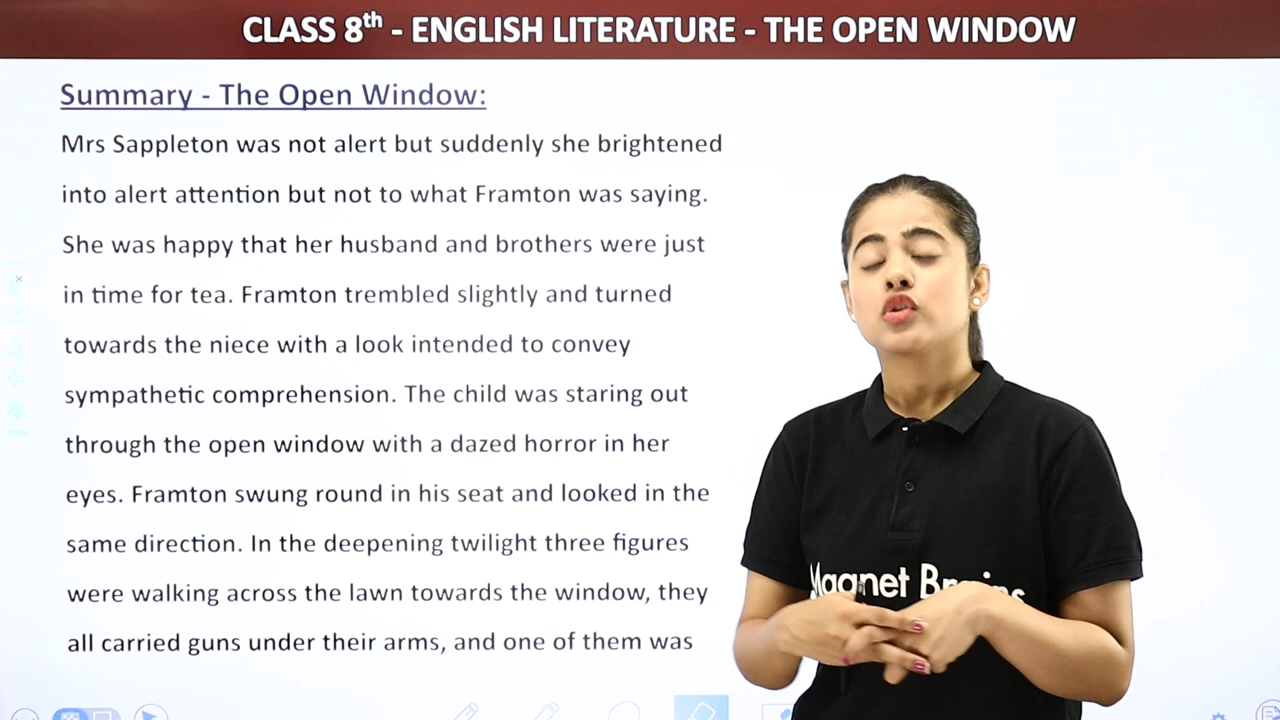 CLASS 8th - ENGLISH LITERATURE - THE OPEN WINDOW
Summary - The Open Window:
Mrs Sappleton was not alert but suddenly she brightened
into alert attention but not to what Framton was saying.
She was happy that her husband and brothers were just
in time for tea. Framton trembled slightly and turned
towards the niece with a look intended to convey
sympathetic comprehension. The child was staring out
through the open window with a dazed horror in her
eyes. Framton swung round in his seat and looked in the
same direction. In the deepening twilight three figures
were walking across the lawn towards the window, they
all carried guns under their arms, and one of them was
Magnet Brains